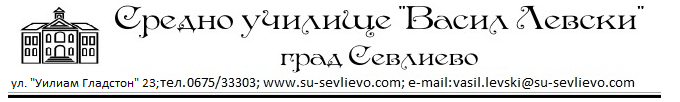 Средно училище "Васил Левски"
град Севлиево
ул. "Уилиам Гладстон" 23;тел.0675/33303; www.su-sevlievo.com; e-mail:vasil.levski@su-sevlievo.com